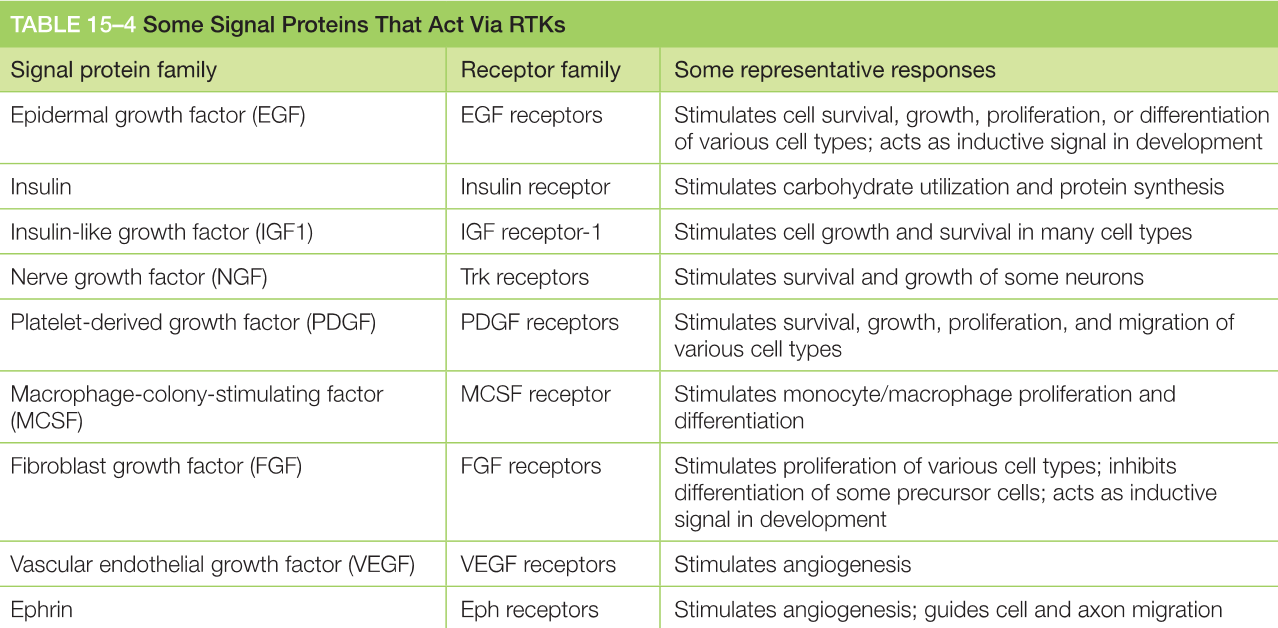 TABLE 15–4 Some Signal Proteins That Act Via RTKs
Signal protein family
Receptor family
Some representative responses
Epidermal growth factor (EGF)
EGF receptors
Stimulates cell survival, growth, proliferation, or differentiation
of various cell types; acts as inductive signal in development
Insulin
Insulin receptor
Stimulates carbohydrate utilization and protein synthesis
Insulin-like growth factor (IGF1)
IGF receptor-1
Stimulates cell growth and survival in many cell types
Nerve growth factor (NGF)
Trk receptors
Stimulates survival and growth of some neurons
Platelet-derived growth factor (PDGF)
PDGF receptors
Stimulates survival, growth, proliferation, and migration of
various cell types
Macrophage-colony-stimulating factor
(MCSF)
MCSF receptor
Stimulates monocyte/macrophage proliferation and
differentiation
Fibroblast growth factor (FGF)
FGF receptors
Stimulates proliferation of various cell types; inhibits
differentiation of some precursor cells; acts as inductive
signal in development
Vascular endothelial growth factor (VEGF)
VEGF receptors
Stimulates angiogenesis
Ephrin
Eph receptors
Stimulates angiogenesis; guides cell and axon migration